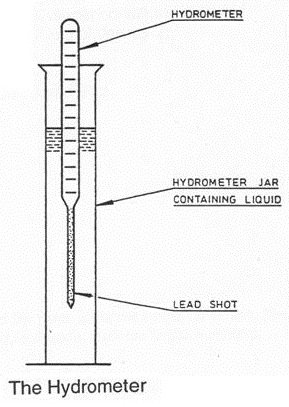 HYDROMETER
HYDROMETER JAR
CONTAINING LIQUID
LEAD SHOT
The Hydrometer